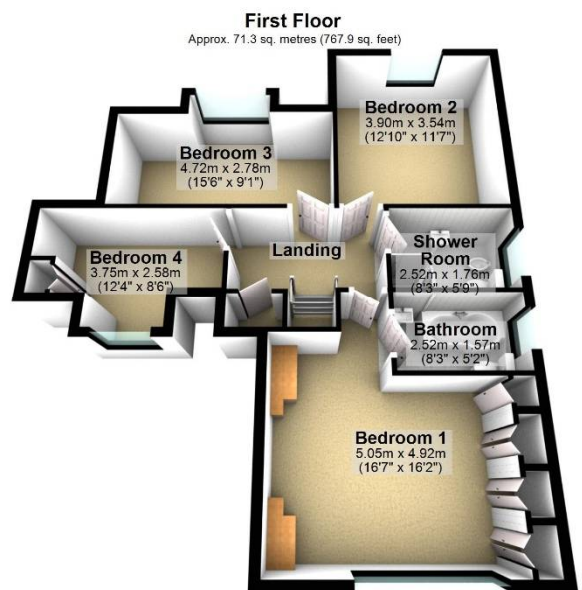 First Floor
Approx. 71.3 sq. metres (767.9 sq. feet)
Bedroom 2
3.90m x 3.54m
(12'10" x 11'7")
Bedroom 3
4.72m x 2.78m
(15'6" x 9'1")
Landing
Shower
Room
2.52m x 1.76m
(8'3" x 5'9")
Bedroom 4
3.75m x 2.58m
(12'4" x 8'6")
Bathroom
2.52m x 1.57m
(8'3" x 5'2")
Bedroom 1
5.05m x 4.92m
(16'7" x 16'2")